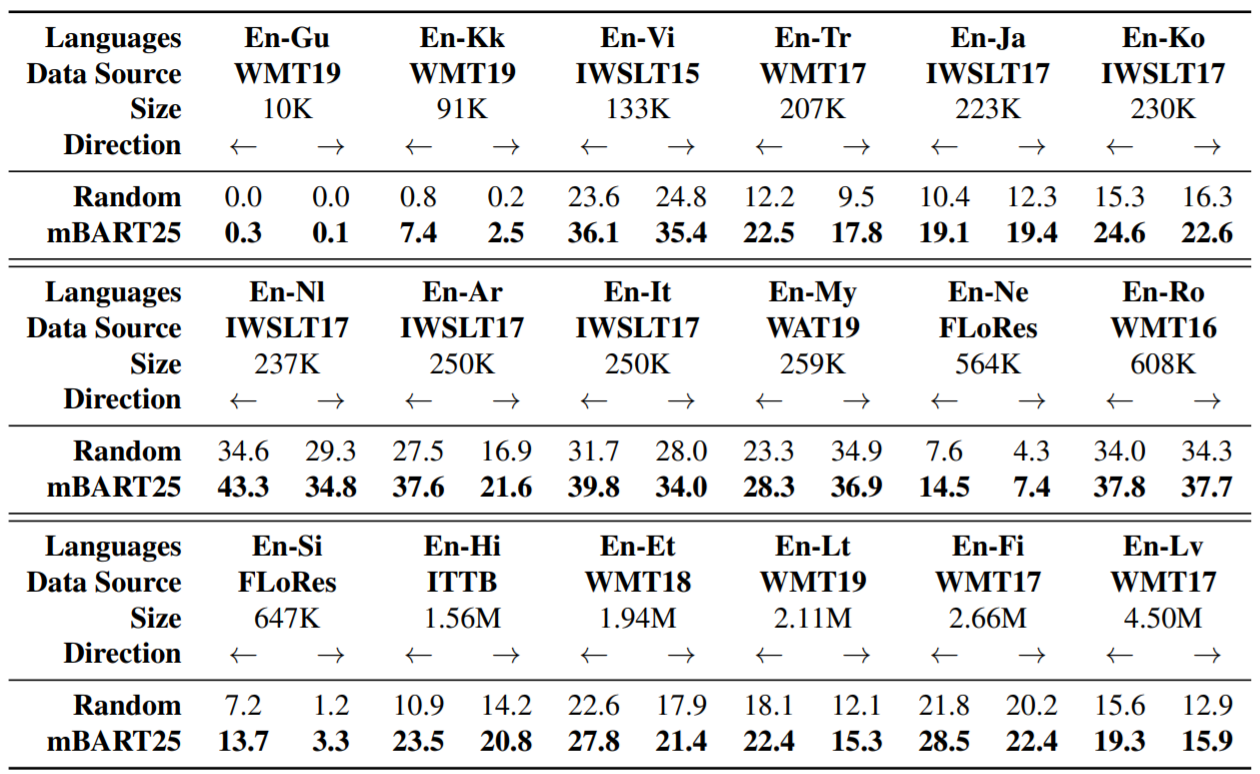 Languages En-Gu En-Kk En-Vi En-Tr En-Ja En-Ko
Data Source WMT19 WMT19 IWSLT15 WMT17 IWSLT17 IWSLT17
Size 10K 91K 133K 207K 223K 230K
Direction ← → ← → ← → ← → ← → ← →
Random 0.0 0.0 0.8 0.2 23.6 24.8 12.2 9.5 10.4 12.3 15.3 16.3
mBART25 0.3 0.1 7.4 2.5 36.1 35.4 22.5 17.8 19.1 19.4 24.6 22.6
Languages En-Nl En-Ar En-It En-My En-Ne En-Ro
Data Source IWSLT17 IWSLT17 IWSLT17 WAT19 FLoRes WMT16
Size 237K 250K 250K 259K 564K 608K
Direction ← → ← → ← → ← → ← → ← →
Random 34.6 29.3 27.5 16.9 31.7 28.0 23.3 34.9 7.6 4.3 34.0 34.3
mBART25 43.3 34.8 37.6 21.6 39.8 34.0 28.3 36.9 14.5 7.4 37.8 37.7
Languages En-Si En-Hi En-Et En-Lt En-Fi En-Lv
Data Source FLoRes ITTB WMT18 WMT19 WMT17 WMT17
Size 647K 1.56M 1.94M 2.11M 2.66M 4.50M
Direction ← → ← → ← → ← → ← → ← →
Random 7.2 1.2 10.9 14.2 22.6 17.9 18.1 12.1 21.8 20.2 15.6 12.9
mBART25 13.7 3.3 23.5 20.8 27.8 21.4 22.4 15.3 28.5 22.4 19.3 15.9